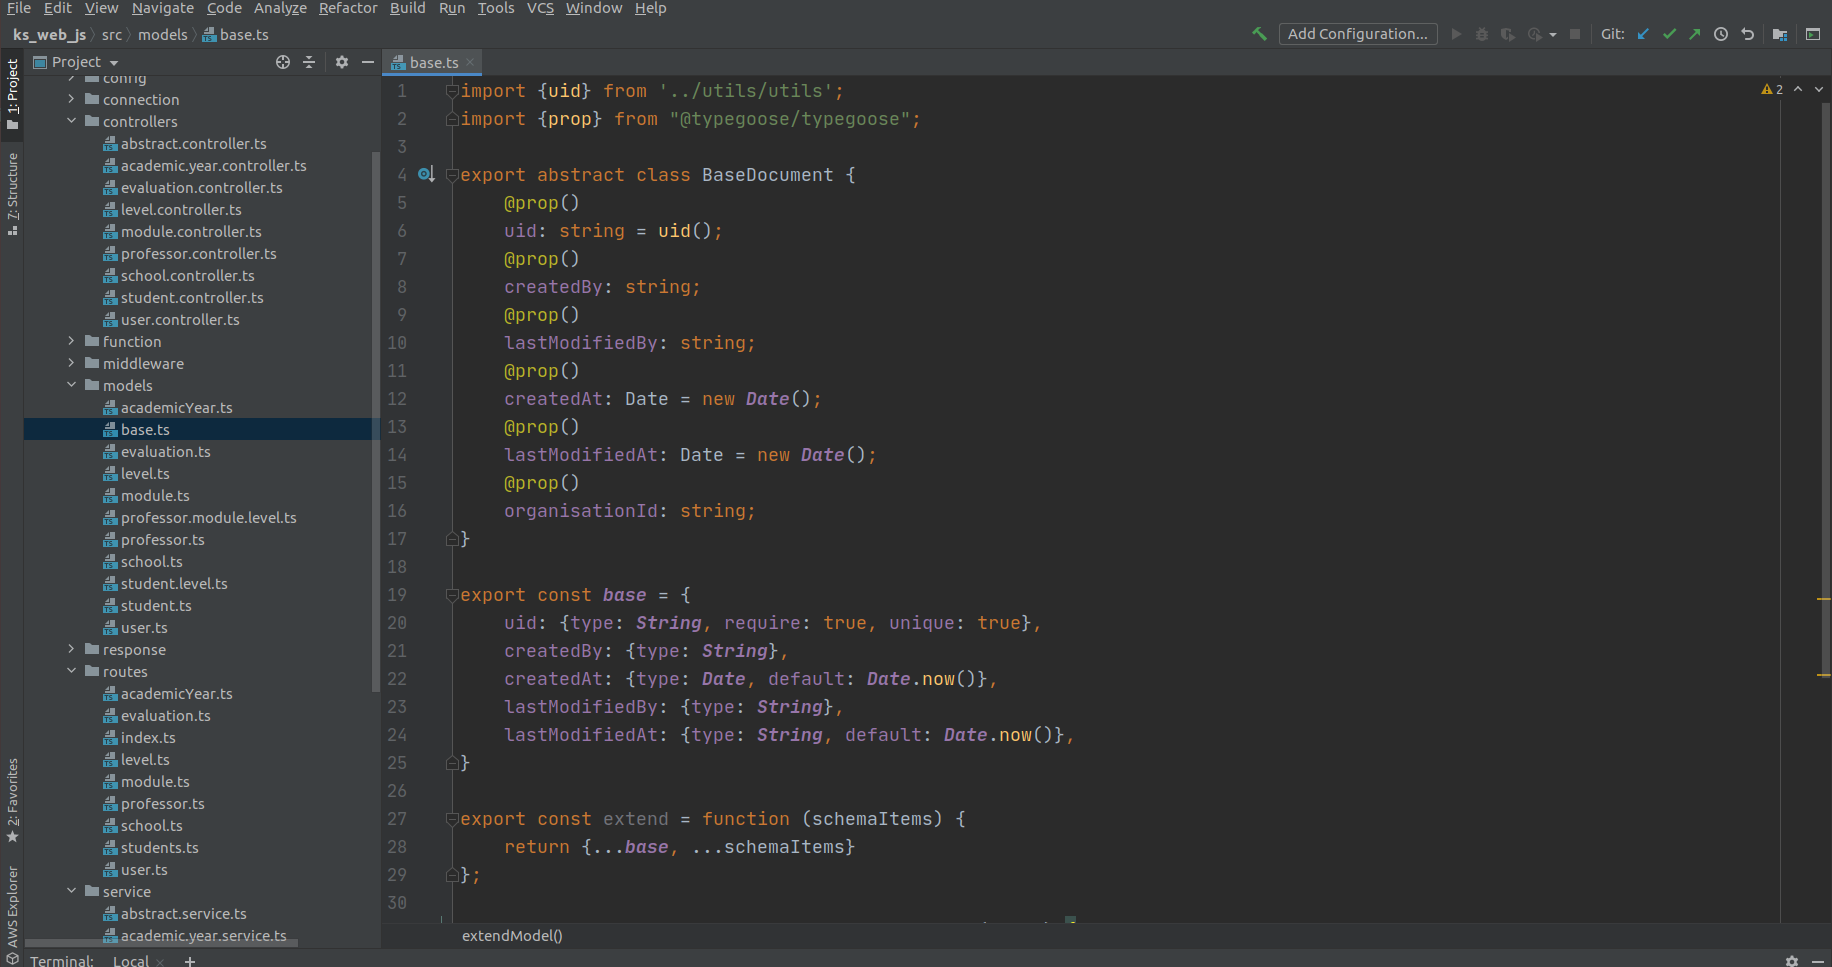 File Edit View Navigate Code Analyze Refactor Build Run Tools VCS Window Help
ks_web_js src models base.ts
Add Configuration...
Git:
1: Project
7: Structure
2: Favorites
AWS Explorer
Project
config
connection
controllers
abstract.controller.ts
academic.year.controller.ts
evaluation.controller.ts
level.controller.ts
module.controller.ts
professor.controller.ts
school.controller.ts
student.controller.ts
user.controller.ts
function
middleware
models
academicYear.ts
base.ts
evaluation.ts
level.ts
module.ts
professor.module.level.ts
professor.ts
school.ts
student.level.ts
student.ts
user.ts
response
routes
academicYear.ts
evaluation.ts
index.ts
level.ts
module.ts
professor.ts
school.ts
students.ts
user.ts
service
abstract.service.ts
academic.year.service.ts
base.ts
2
1 import {uid} from '../utils/utils';
2 import {prop} from "@typegoose/typegoose";
3
4 export abstract class BaseDocument {
5 @prop()
6 uid: string = uid();
7 @prop()
8 createdBy: string;
9 @prop()
10 lastModifiedBy: string;
11 @prop()
12 createdAt: Date = new Date();
13 @prop()
14 lastModifiedAt: Date = new Date();
15 @prop()
16 organisationId: string;
17 }
18
19 export const base = {
20 uid: {type: String, require: true, unique: true},
21 createdBy: {type: String},
22 createdAt: {type: Date, default: Date.now()},
23 lastModifiedBy: {type: String},
24 lastModifiedAt: {type: String, default: Date.now()},
25 }
26
27 export const extend = function (schemaItems) {
28 return {...base, ...schemaItems}
29 };
30
extendModel()
Terminal: Local